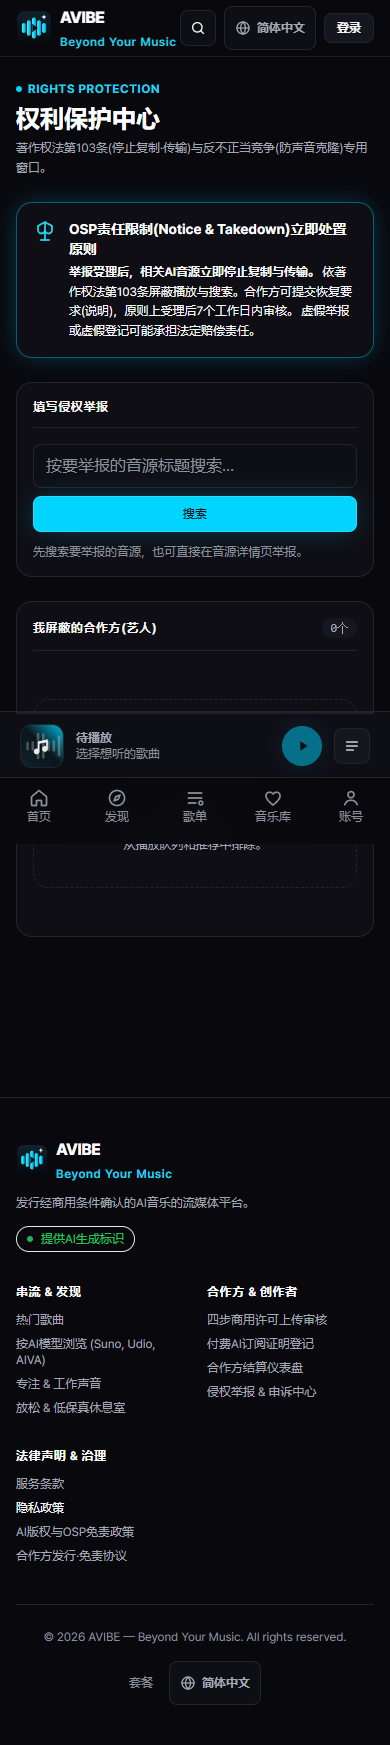 AVIBE
Beyond Your Music
简体中文
登录
RIGHTS PROTECTION
权利保护中心
著作权法第103条(停止复制·传输)与反不正当竞争(防声音克隆)专用
窗口。
OSP责任限制(Notice & Takedown)立即处置
原则
举报受理后，相关AI音源立即停止复制与传输。 依著
作权法第103条屏蔽播放与搜索。合作方可提交恢复要
求(说明)，原则上受理后7个工作日内审核。 虚假举报
或虚假登记可能承担法定赔偿责任。
填写侵权举报
按要举报的音源标题搜索...
搜索
先搜索要举报的音源，也可直接在音源详情页举报。
我屏蔽的合作方(艺人)
0个
待播放
选择想听的歌曲
首页
发现
歌单
音乐库
账号
从播放队列和推荐中排除。
AVIBE
Beyond Your Music
发行经商用条件确认的AI音乐的流媒体平台。
提供AI生成标识
串流 & 发现
热门歌曲
按AI模型浏览 (Suno, Udio,
AIVA)
专注 & 工作声音
放松 & 低保真休息室
合作方 & 创作者
四步商用许可上传审核
付费AI订阅证明登记
合作方结算仪表盘
侵权举报 & 申诉中心
法律声明 & 治理
服务条款
隐私政策
AI版权与OSP免责政策
合作方发行·免责协议
© 2026 AVIBE — Beyond Your Music. All rights reserved.
套餐
简体中文